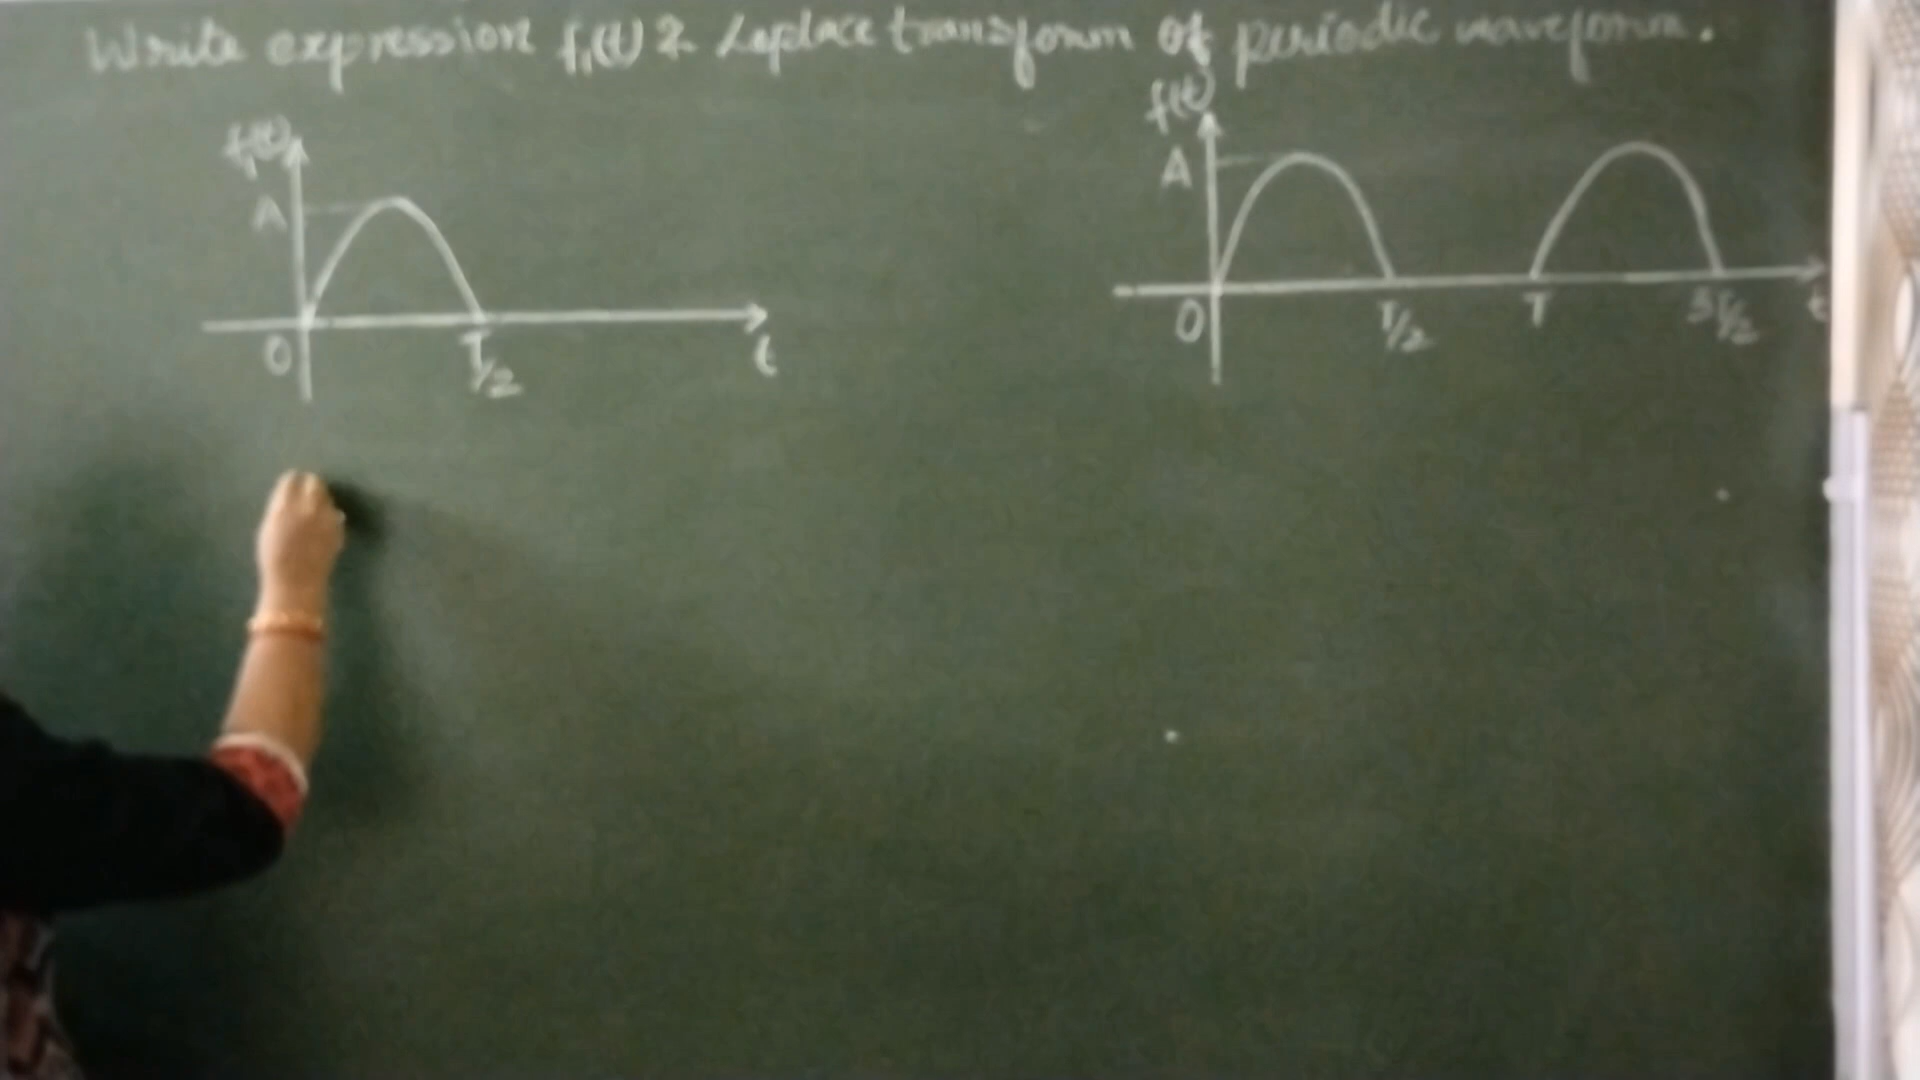 Write expression f₁(t) & Laplace transform of periodic waveform.
f₁(t)
A
0
T/2
t
f(t)
A
0
T/2
T
3T/2
t